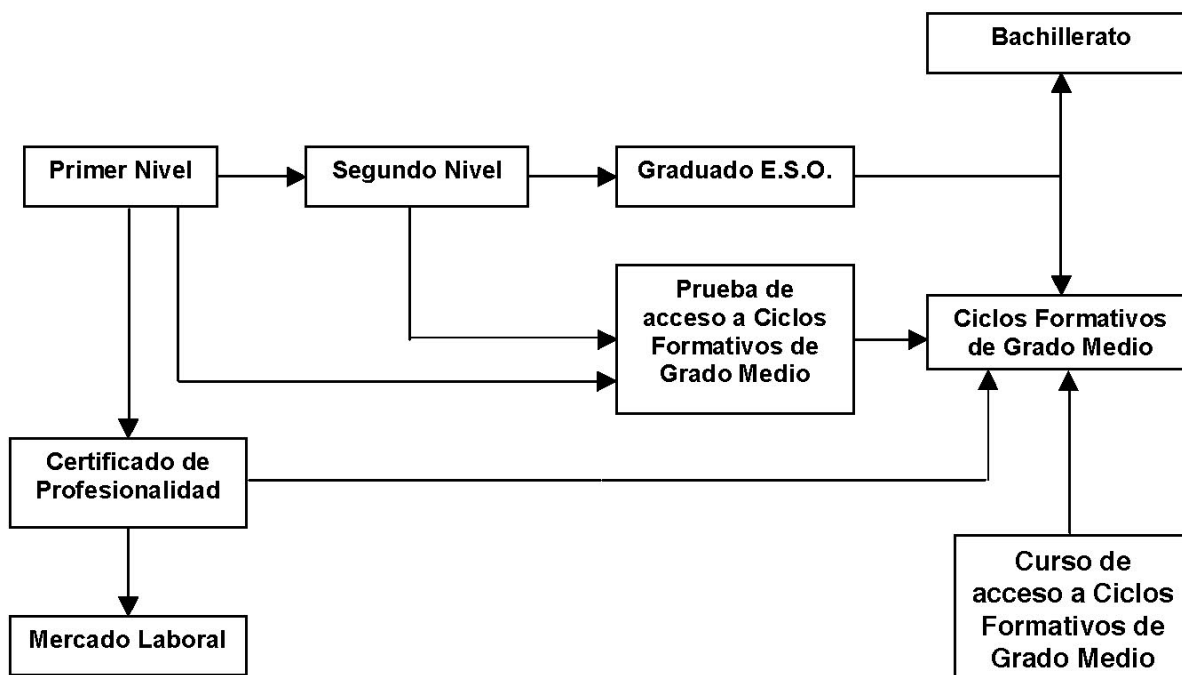 Bachillerato
Primer Nivel
Segundo Nivel
Graduado E.S.O.
Prueba de
acceso a Ciclos
Formativos de
Grado Medio
Ciclos Formativos
de Grado Medio
Certificado de
Profesionalidad
Mercado Laboral
Curso de
acceso a Ciclos
Formativos de
Grado Medio